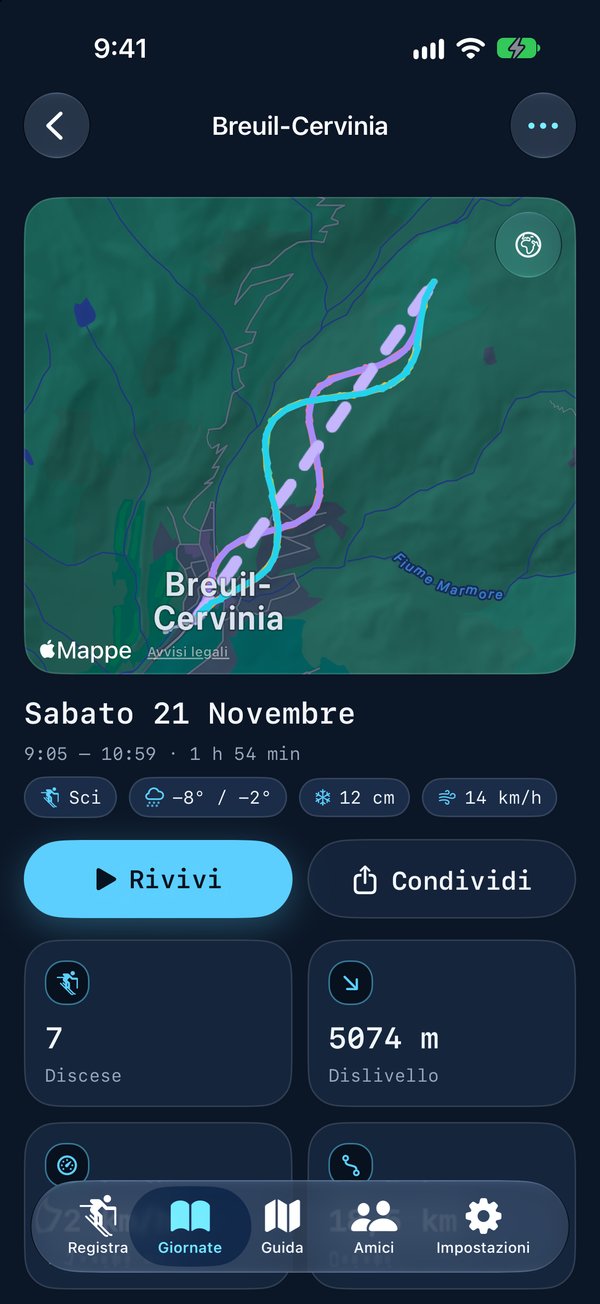 9:41
Breuil-Cervinia
Fiume Marmore
Breuil-
Cervinia
Mappe
Avvisi legali
Sabato 21 Novembre
9:05 — 10:59 · 1 h 54 min
Sci
−8° / −2°
12 cm
14 km/h
Rivivi
Condividi
7
Discese
5074 m
Dislivello
Registra
Giornate
Guida
Amici
Impostazioni